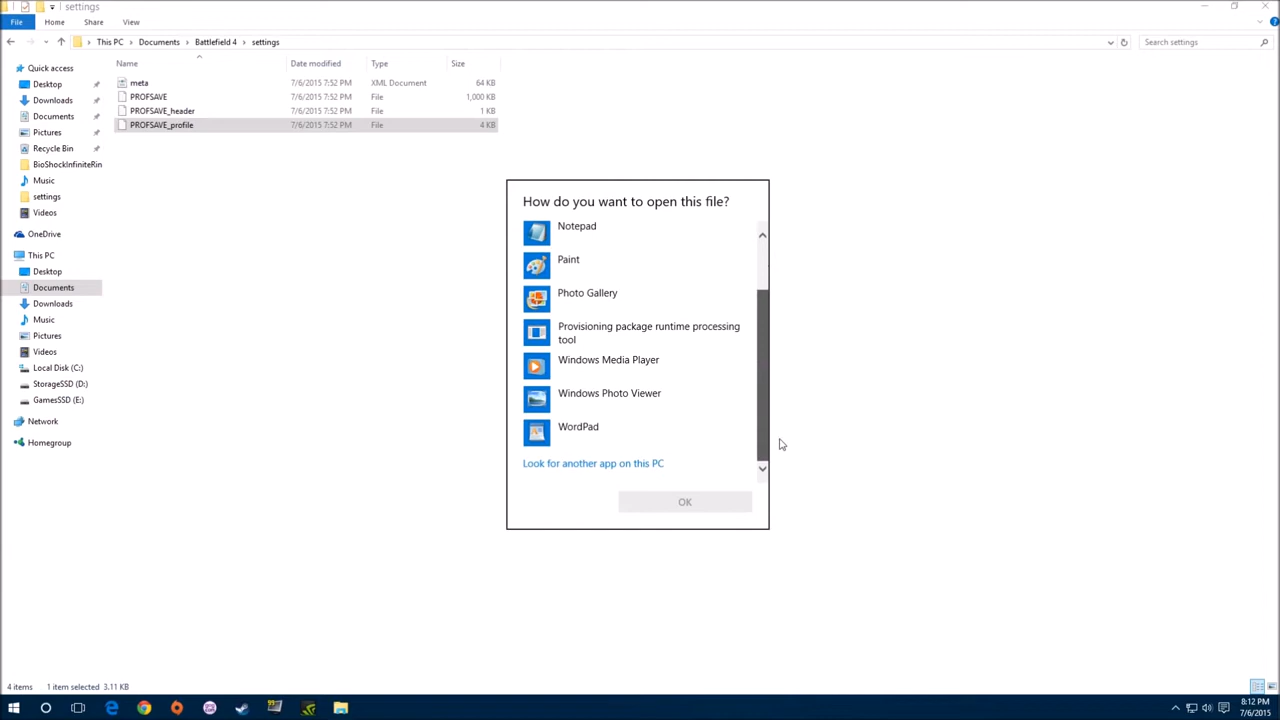 settings
File Home Share View
This PC Documents Battlefield 4 settings
Search settings
Name Date modified Type Size
meta 7/6/2015 7:52 PM XML Document 64 KB
PROFSAVE 7/6/2015 7:52 PM File 1,000 KB
PROFSAVE_header 7/6/2015 7:52 PM File 1 KB
PROFSAVE_profile 7/6/2015 7:52 PM File 4 KB
Quick access
Desktop
Downloads
Documents
Pictures
Recycle Bin
BioShockInfiniteRin
Music
settings
Videos
OneDrive
This PC
Desktop
Documents
Downloads
Music
Pictures
Videos
Local Disk (C:)
StorageSSD (D:)
GamesSSD (E:)
Network
Homegroup
How do you want to open this file?
Notepad
Paint
Photo Gallery
Provisioning package runtime processing
tool
Windows Media Player
Windows Photo Viewer
WordPad
Look for another app on this PC
OK
4 items 1 item selected 3.11 KB
8:12 PM
7/6/2015